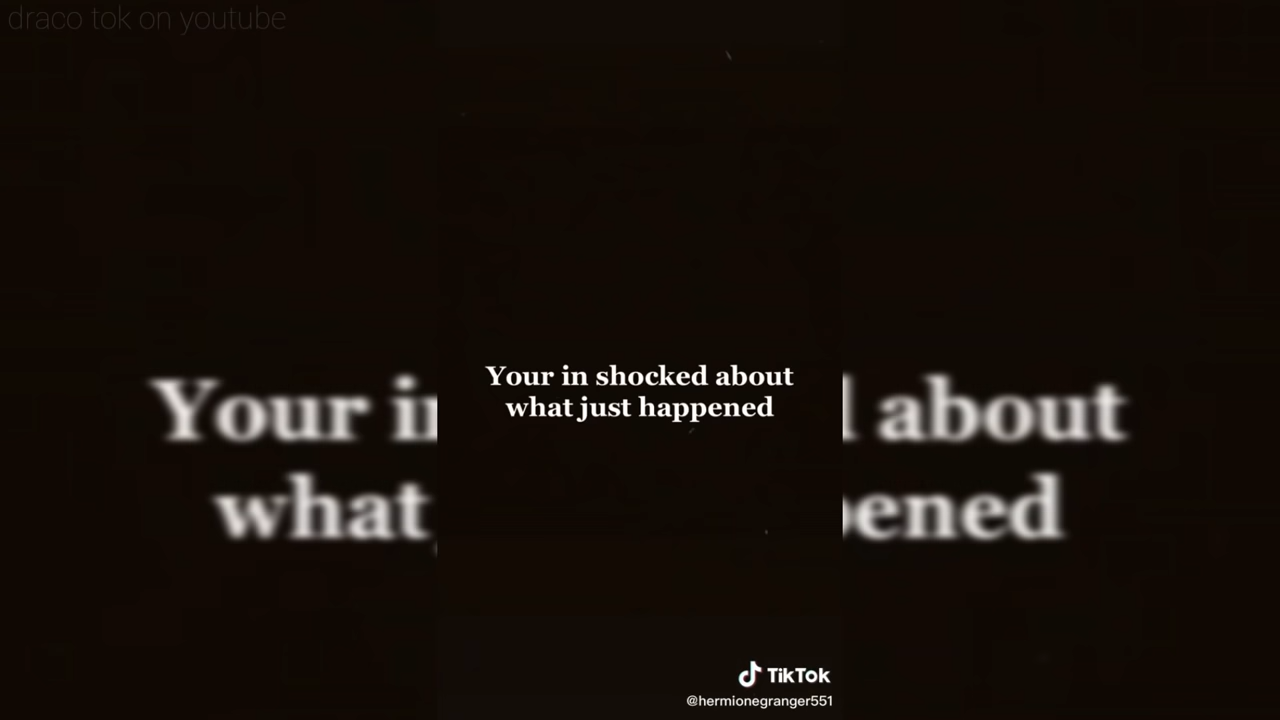 draco tok on youtube
Your in shocked about
what just happened
TikTok
@hermionegranger551